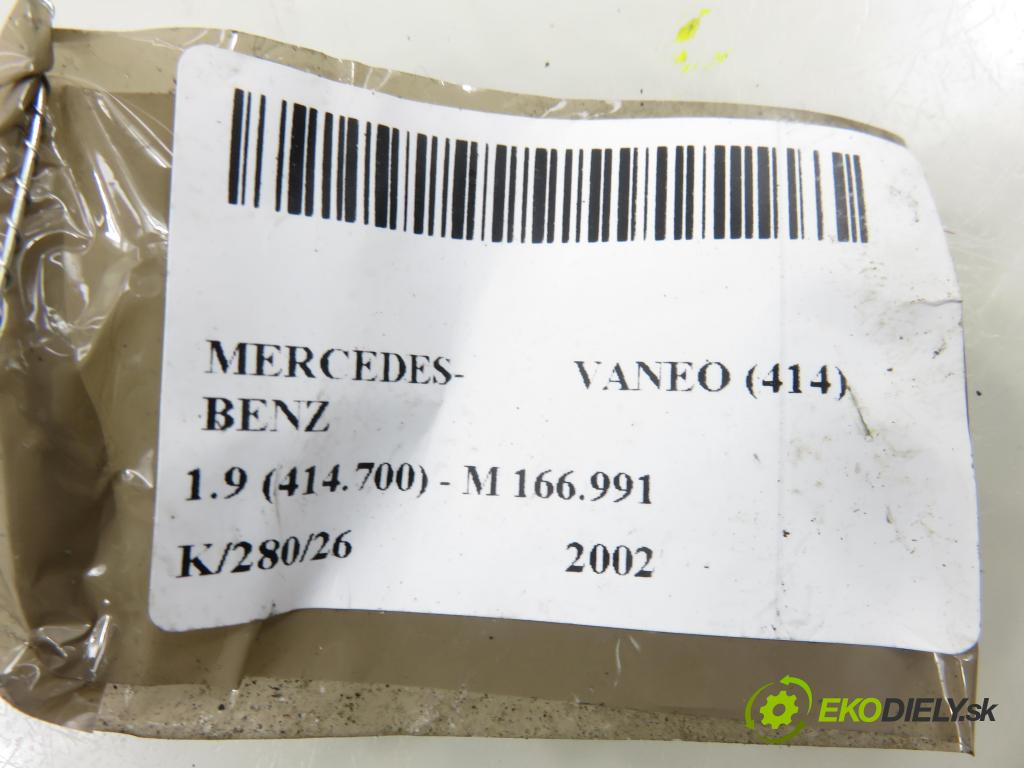 MERCEDES-
BENZ
VANEO (414)
1.9 (414.700) - M 166.991
K/280/26
2002
EKODIELY.sk